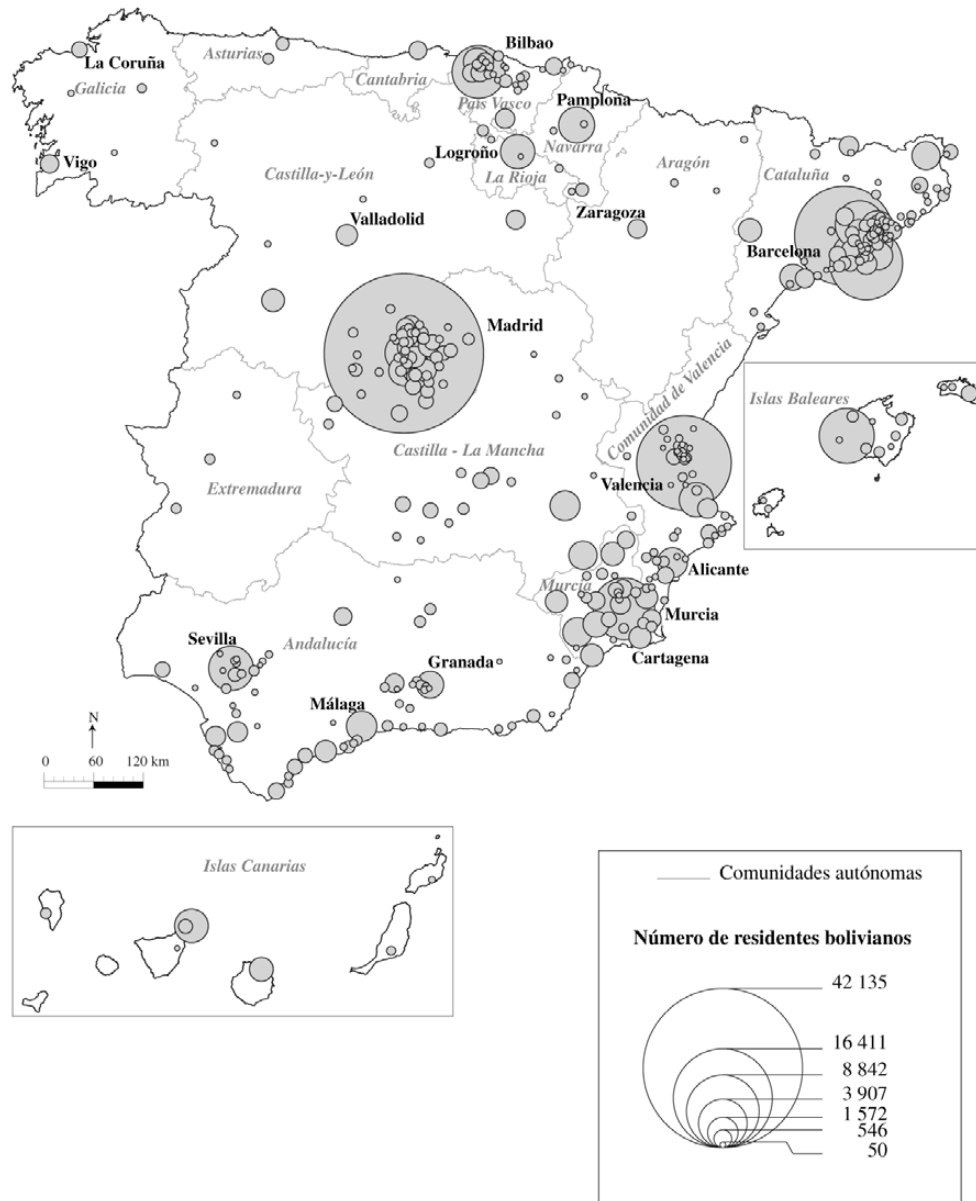 Bilbao
La Coruña
Asturias
Cantabria
Galicia
País Vasco
Pamplona
Navarra
Vigo
Logroño
La Rioja
Aragón
Cataluña
Castilla-y-León
Valladolid
Zaragoza
Barcelona
Madrid
Comunidad de Valencia
Islas Baleares
Castilla - La Mancha
Valencia
Extremadura
Alicante
Murcia
Murcia
Sevilla
Andalucía
Cartagena
Granada
Málaga
N
0 60 120 km
Islas Canarias
Comunidades autónomas
Número de residentes bolivianos
42 135
16 411
8 842
3 907
1 572
546
50